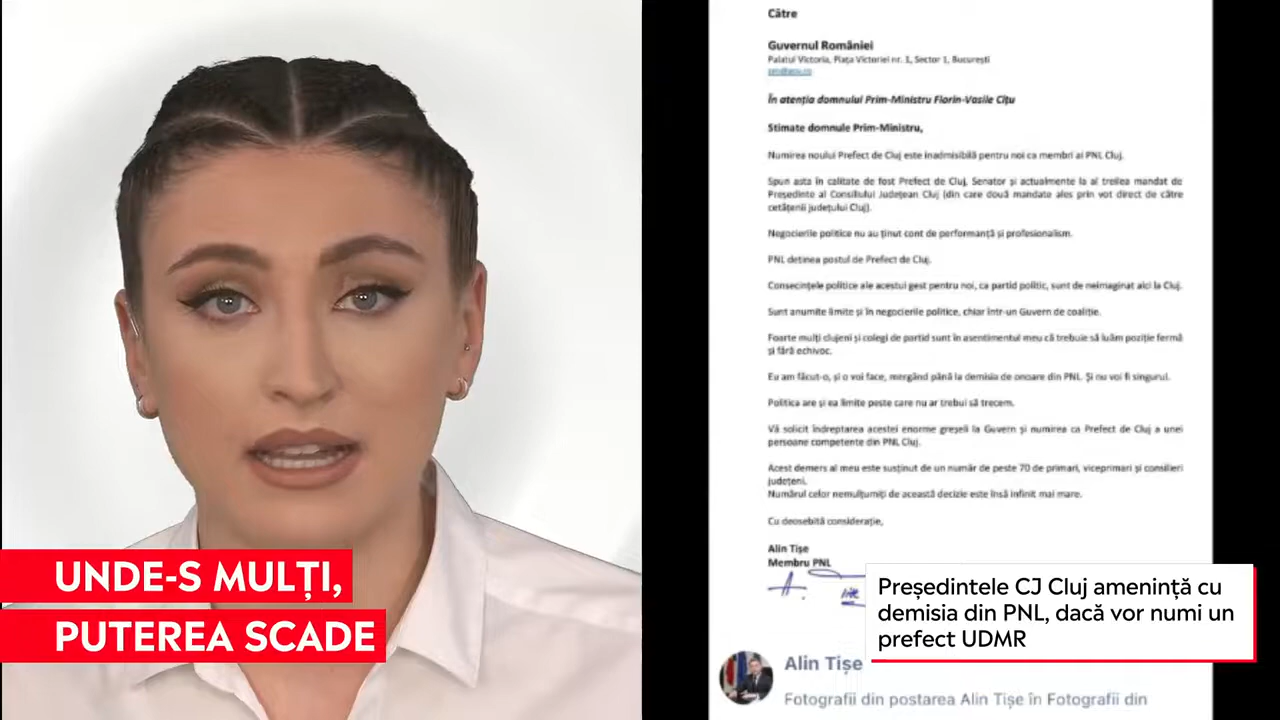 UNDE-S MULȚI,
PUTEREA SCADE
Către
Guvernul României
Palatul Victoria, Piața Victoriei nr. 1, Sector 1, București
În atenția domnului Prim-Ministru Florin-Vasile Cîțu
Stimate domnule Prim-Ministru,
Numirea noului Prefect de Cluj este inadmisibilă pentru noi ca membri ai PNL Cluj.
Spun asta în calitate de fost Prefect de Cluj, Senator și actualmente la al treilea mandat de
Președinte al Consiliului Județean Cluj (din care două mandate ales prin vot direct de către
cetățenii județului Cluj).
Negocierile politice nu au ținut cont de performanță și profesionalism.
PNL deținea postul de Prefect de Cluj.
Consecințele politice ale acestui gest pentru noi, ca partid politic, sunt de neimaginat aici la Cluj.
Sunt anumite limite și în negocierile politice, chiar într-un Guvern de coaliție.
Foarte mulți clujeni și colegi de partid sunt în asentimentul meu că trebuie să luăm poziție fermă
și fără echivoc.
Eu am făcut-o, și o voi face, mergând până la demisia de onoare din PNL. Și nu voi fi singurul.
Politica are și ea limite peste care nu ar trebui să trecem.
Vă solicit îndreptarea acestei enorme greșeli la Guvern și numirea ca Prefect de Cluj a unei
persoane competente din PNL Cluj.
Acest demers al meu este susținut de un număr de peste 70 de primari, viceprimari și consilieri
județeni.
Numărul celor nemulțumiți de această decizie este însă infinit mai mare.
Cu deosebită considerație,
Alin Tișe
Membru PNL
Președintele CJ Cluj amenință cu
demisia din PNL, dacă vor numi un
prefect UDMR
Alin Tișe
Fotografii din postarea Alin Tișe în Fotografii din